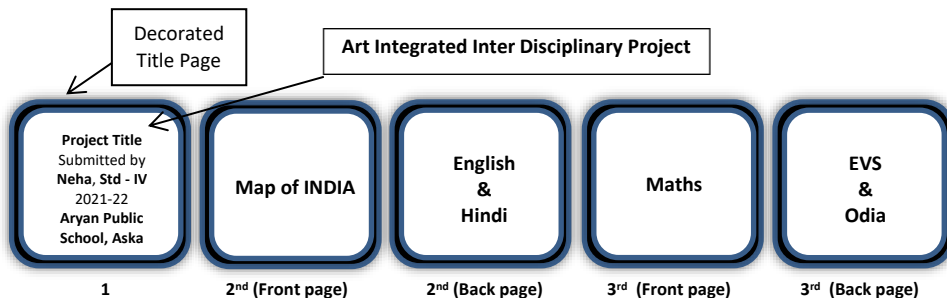 Decorated
Title Page
Art Integrated Inter Disciplinary Project
Project Title
Submitted by
Neha, Std - IV
2021-22
Aryan Public
School, Aska
Map of INDIA
English
&
Hindi
Maths
EVS
&
Odia
1
2nd (Front page)
2nd (Back page)
3rd (Front page)
3rd (Back page)